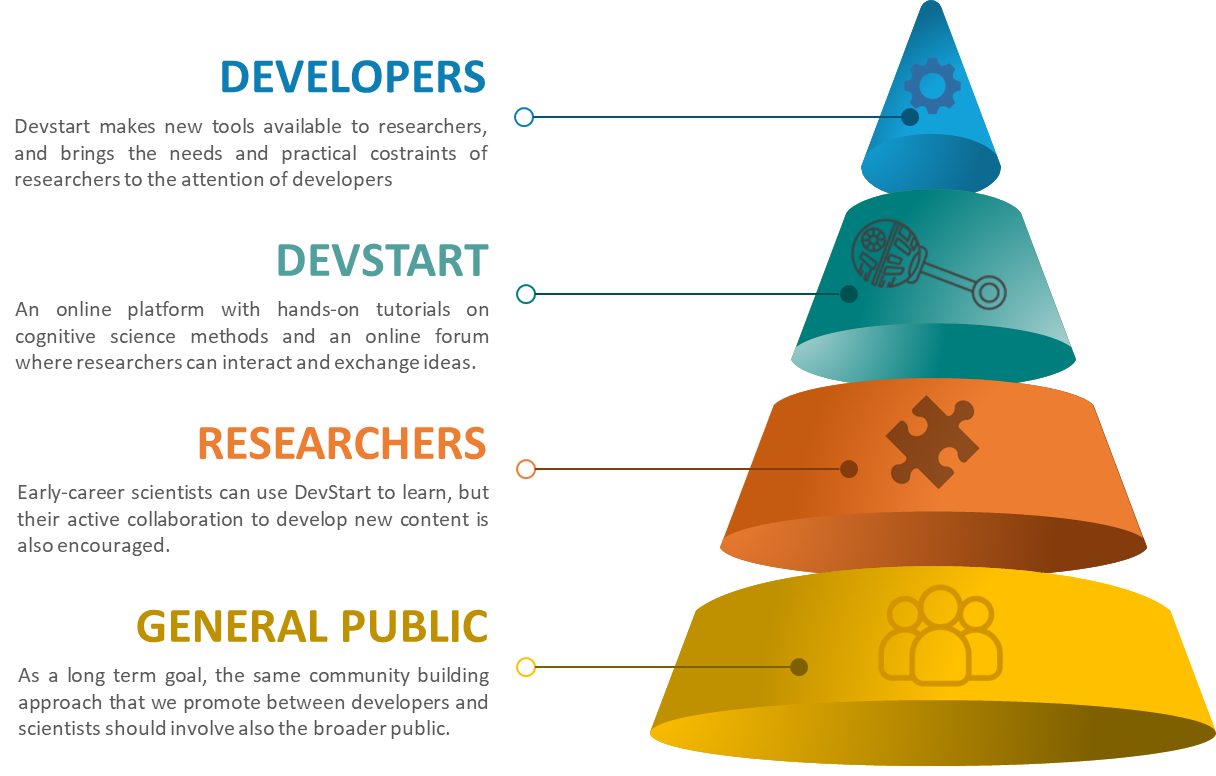 DEVELOPERS
Devstart makes new tools available to researchers,
and brings the needs and practical costraints of
researchers to the attention of developers
DEVSTART
An online platform with hands-on tutorials on
cognitive science methods and an online forum
where researchers can interact and exchange ideas.
RESEARCHERS
Early-career scientists can use DevStart to learn, but
their active collaboration to develop new content is
also encouraged.
GENERAL PUBLIC
As a long term goal, the same community building
approach that we promote between developers and
scientists should involve also the broader public.